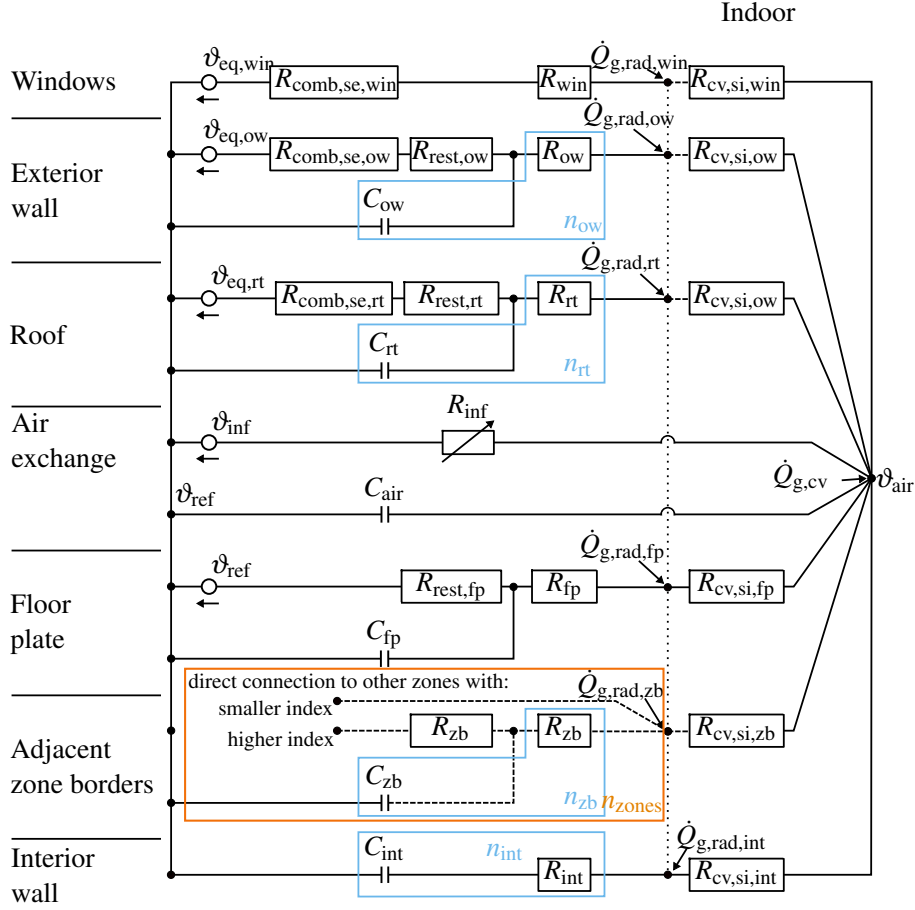 Indoor
Windows
ϑeq,win
Rcomb,se,win
Rwin
Q̇g,rad,win
Rcv,si,win
Exterior
wall
ϑeq,ow
Rcomb,se,ow
Rrest,ow
Row
Q̇g,rad,ow
Rcv,si,ow
Cow
now
Roof
ϑeq,rt
Rcomb,se,rt
Rrest,rt
Rrt
Q̇g,rad,rt
Rcv,si,ow
Crt
nrt
Air
exchange
ϑinf
Rinf
ϑref
Cair
Q̇g,cv
ϑair
Floor
plate
ϑref
Rrest,fp
Rfp
Q̇g,rad,fp
Rcv,si,fp
Cfp
Adjacent
zone borders
direct connection to other zones with:
smaller index
higher index
Q̇g,rad,zb
Rzb
Rzb
Rcv,si,zb
Czb
nzb
nzones
Interior
wall
Cint
nint
Rint
Q̇g,rad,int
Rcv,si,int